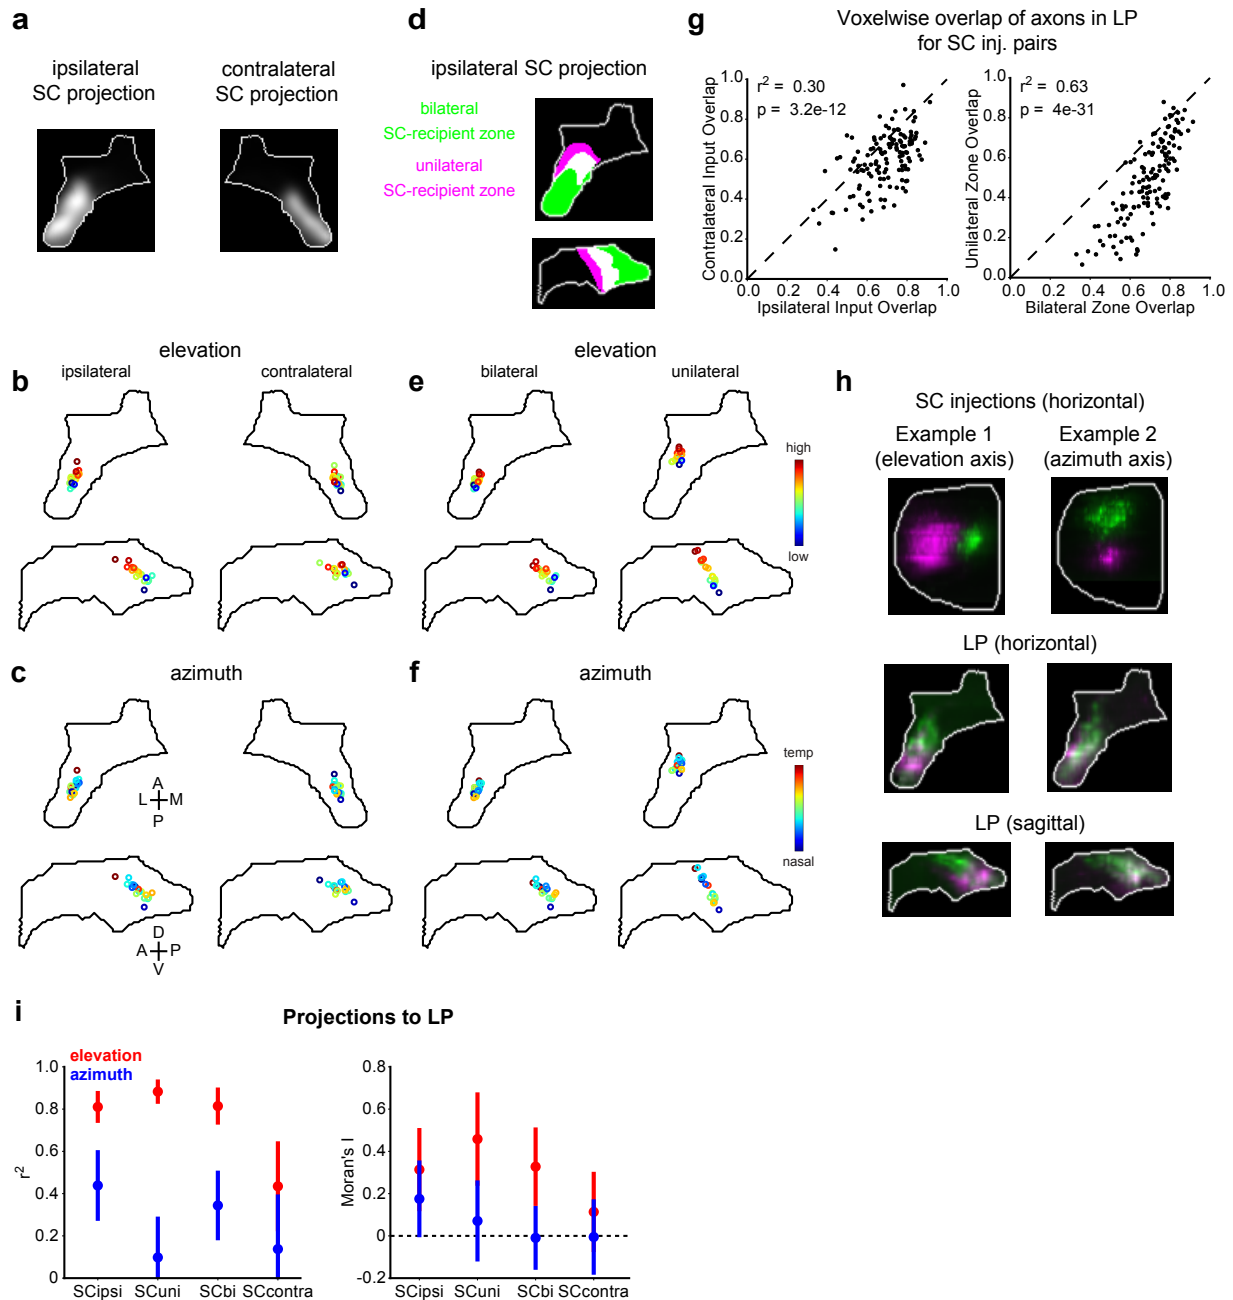 a
ipsilateral
SC projection
contralateral
SC projection
d
ipsilateral SC projection
bilateral
SC-recipient zone
unilateral
SC-recipient zone
g
Voxelwise overlap of axons in LP
for SC inj. pairs
Contralateral Input Overlap
1.0
0.8
0.6
0.4
0.2
0.0
r² = 0.30
p = 3.2e-12
0.0 0.2 0.4 0.6 0.8 1.0
Ipsilateral Input Overlap
Unilateral Zone Overlap
1.0
0.8
0.6
0.4
0.2
0.0
r² = 0.63
p = 4e-31
0.0 0.2 0.4 0.6 0.8 1.0
Bilateral Zone Overlap
b
elevation
ipsilateral
contralateral
e
elevation
bilateral
unilateral
high
low
c
azimuth
A
L M
P
D
A P
V
f
azimuth
temp
nasal
h
SC injections (horizontal)
Example 1
(elevation axis)
Example 2
(azimuth axis)
LP (horizontal)
LP (sagittal)
i
Projections to LP
elevation
azimuth
r²
1.0
0.8
0.6
0.4
0.2
0
SCipsi SCuni SCbi SCcontra
Moran's I
0.8
0.6
0.4
0.2
0
-0.2
SCipsi SCuni SCbi SCcontra